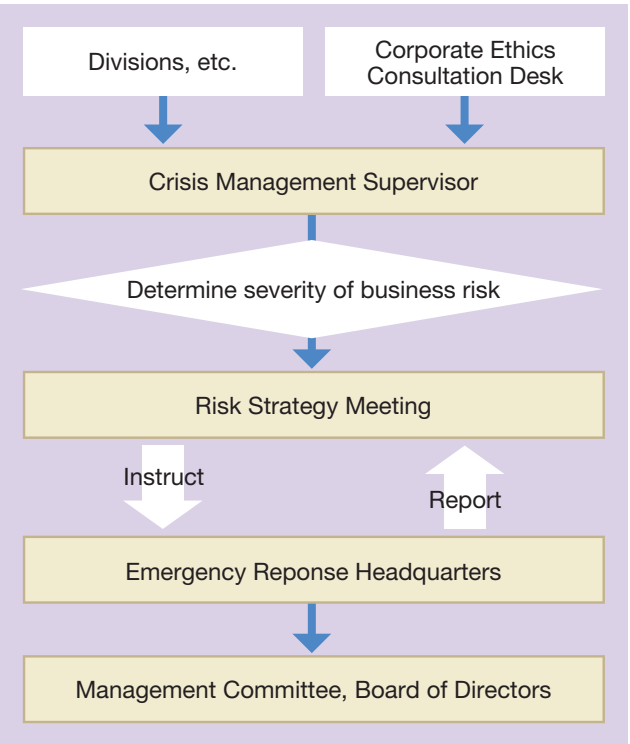 Divisions, etc.
Corporate Ethics
Consultation Desk
Crisis Management Supervisor
Determine severity of business risk
Risk Strategy Meeting
Instruct
Report
Emergency Reponse Headquarters
Management Committee, Board of Directors